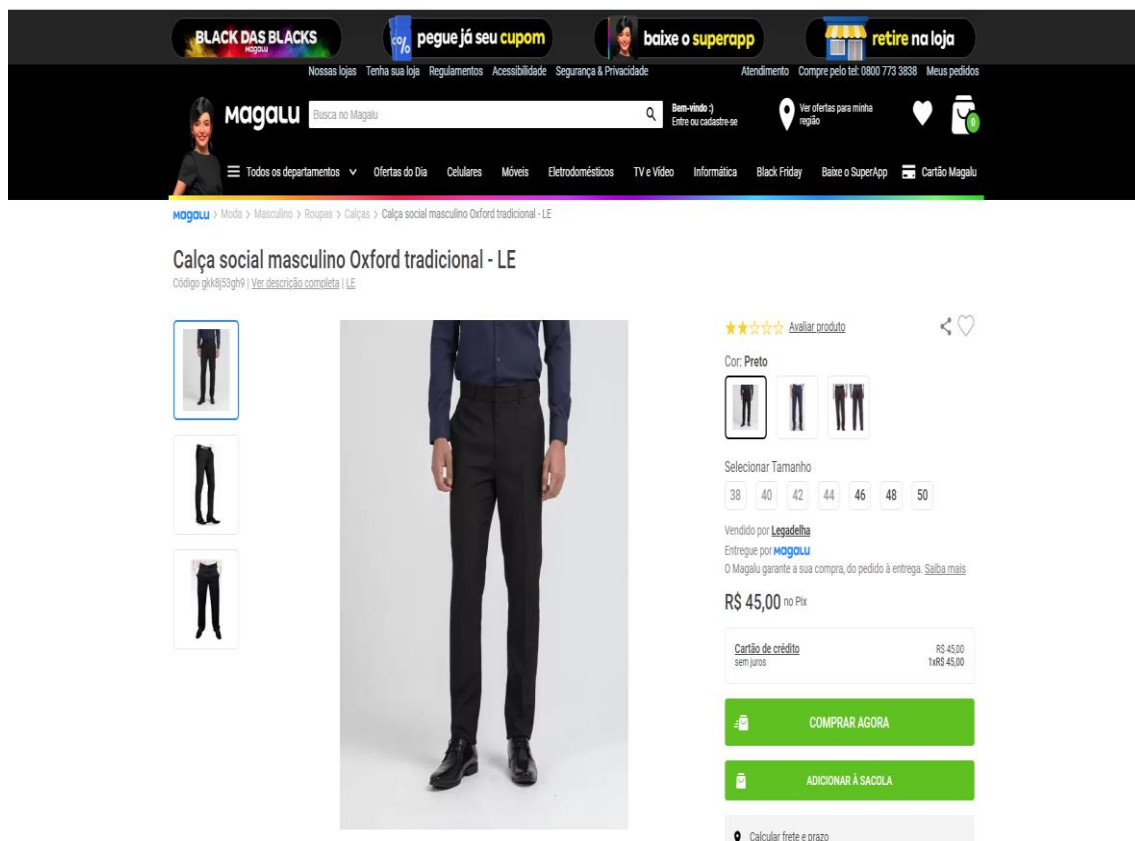 BLACK DAS BLACKS
Magalu
% pegue já seu cupom
baixe o superapp
retire na loja
Nossas lojas Tenha sua loja Regulamentos Acessibilidade Segurança & Privacidade Atendimento Compre pelo tel: 0800 773 3838 Meus pedidos
Magalu
Busca no Magalu
Bem-vindo :)
Entre ou cadastre-se
Ver ofertas para minha
região
0
Todos os departamentos Ofertas do Dia Celulares Móveis Eletrodomésticos TV e Vídeo Informática Black Friday Baixe o SuperApp Cartão Magalu
Magalu > Moda > Masculino > Roupas > Calças > Calça social masculino Oxford tradicional - LE
Calça social masculino Oxford tradicional - LE
Código gkk8j53gh9 | Ver descrição completa | LE
Avaliar produto
Cor: Preto
Selecionar Tamanho
38 40 42 44 46 48 50
Vendido por Legadelha
Entregue por Magalu
O Magalu garante a sua compra, do pedido à entrega. Saiba mais
R$ 45,00 no Pix
Cartão de crédito R$ 45,00
sem juros 1xR$ 45,00
COMPRAR AGORA
ADICIONAR À SACOLA
Calcular frete e prazo